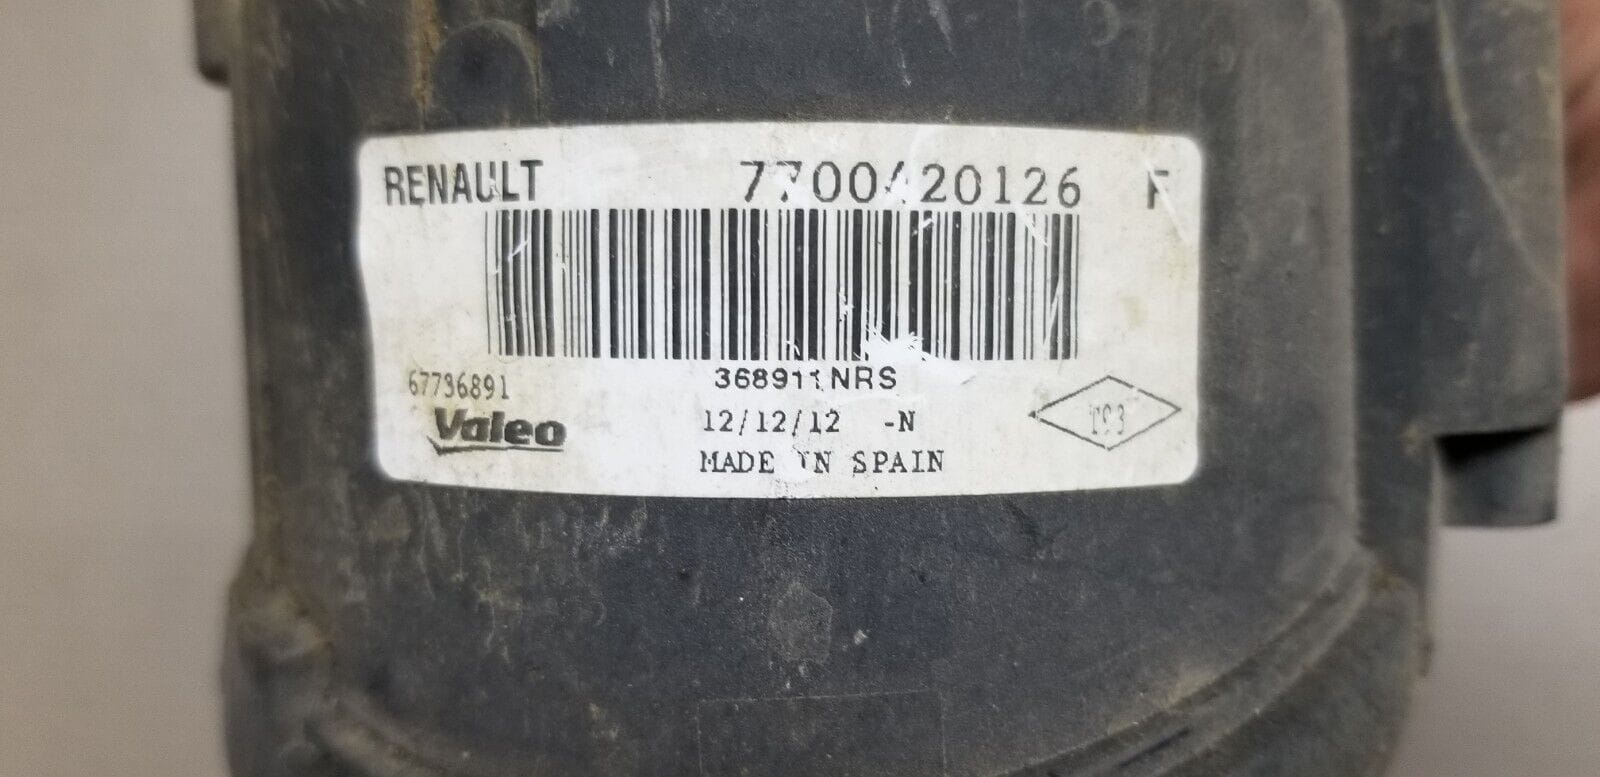 RENAULT 7700420126 F
67736891 368911NRS
Valeo 12/12/12 -N
MADE IN SPAIN